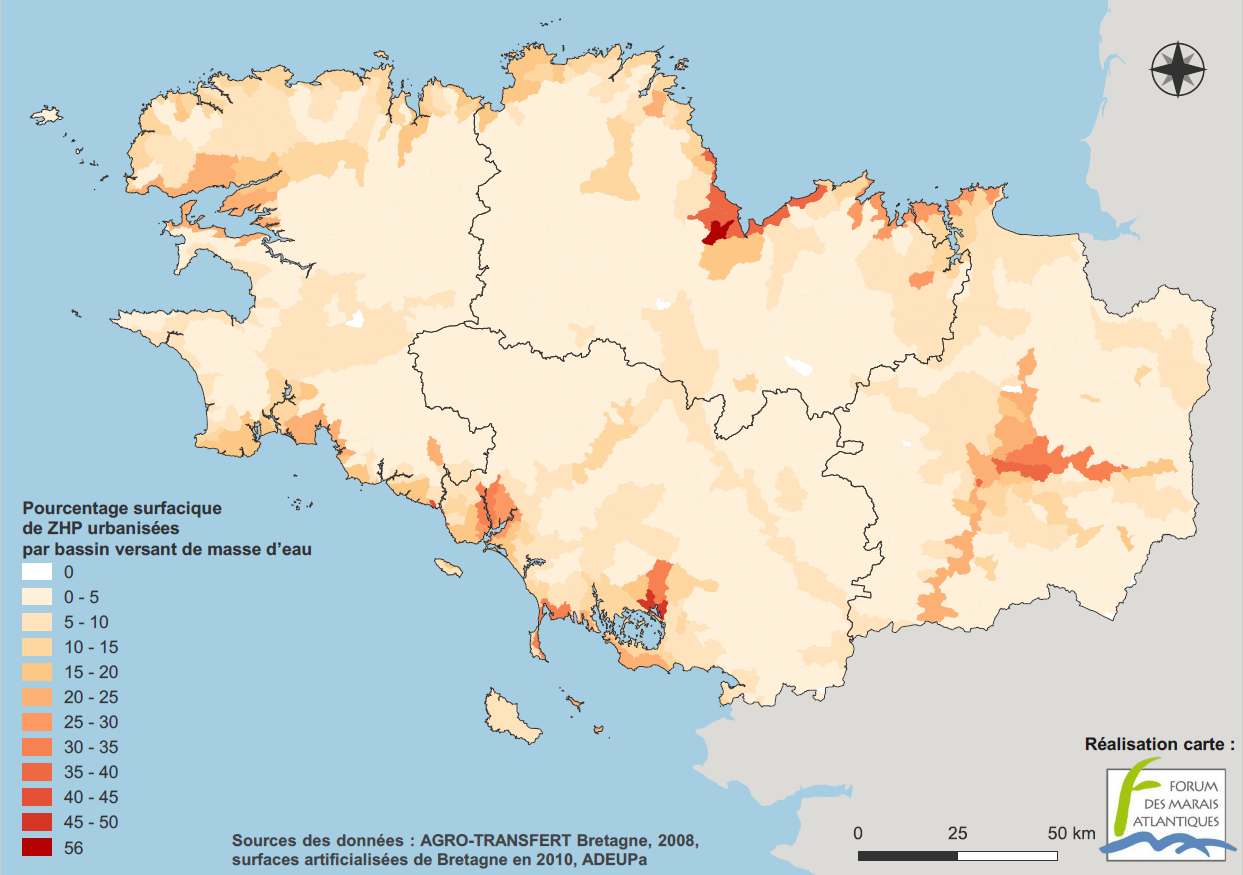 Pourcentage surfacique
de ZHP urbanisées
par bassin versant de masse d’eau
0
0 - 5
5 - 10
10 - 15
15 - 20
20 - 25
25 - 30
30 - 35
35 - 40
40 - 45
45 - 50
56
Sources des données : AGRO-TRANSFERT Bretagne, 2008,
surfaces artificialisées de Bretagne en 2010, ADEUPa
0 25 50 km
Réalisation carte :
FORUM
DES MARAIS
ATLANTIQUES